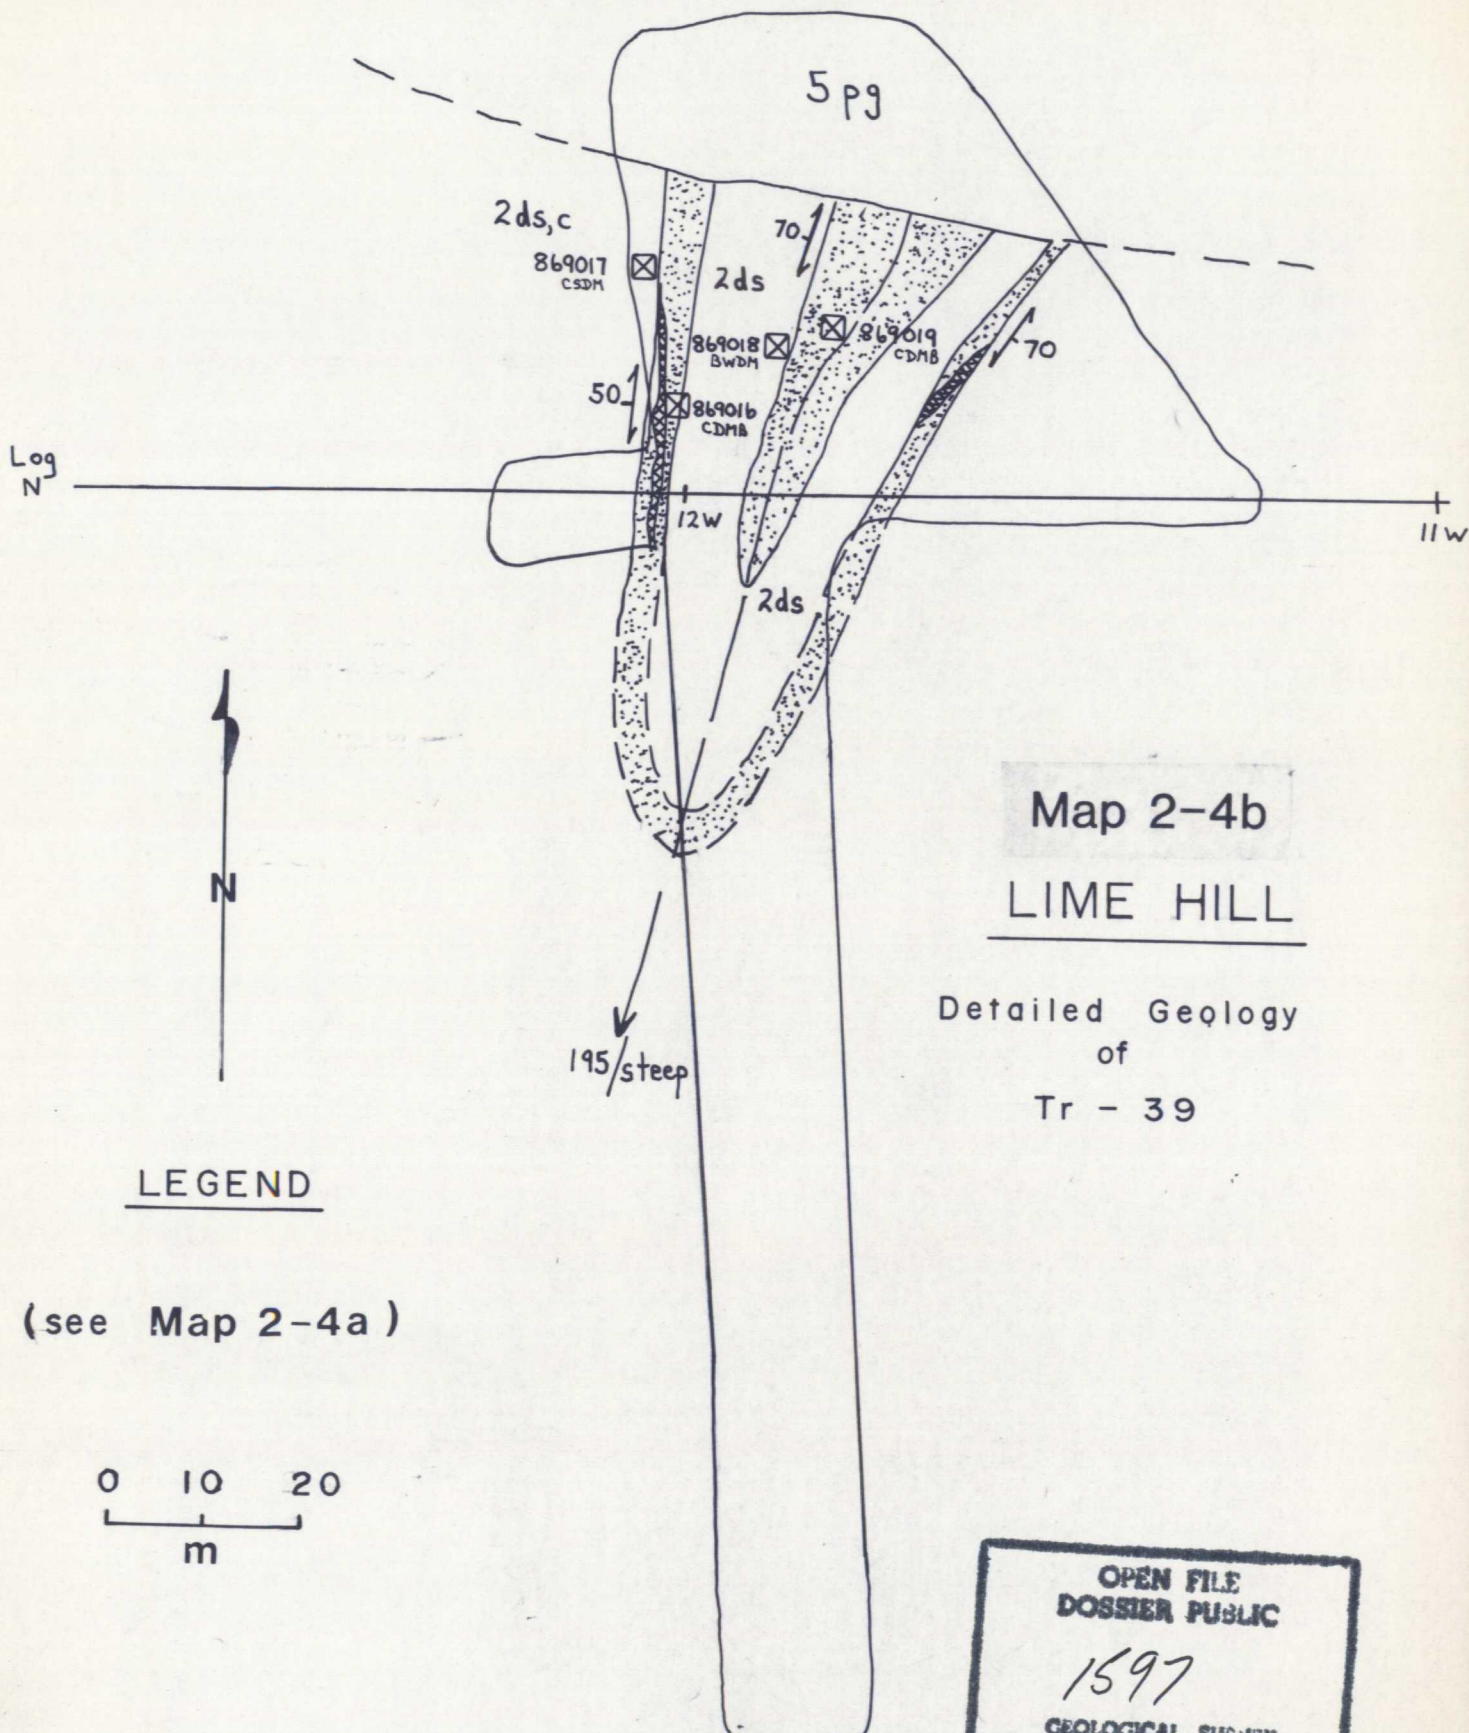 5 pg
2ds,c
70
869017
CSDM
2ds
869018
BWDM
869019
CDMB
70
50
869016
CDMB
Log
N
12W
11W
2ds
N
195/steep
Map 2-4b
LIME HILL
Detailed Geology
of
Tr - 39
LEGEND
(see Map 2-4a)
0 10 20
m
OPEN FILE
DOSSIER PUBLIC
1597
GEOLOGICAL